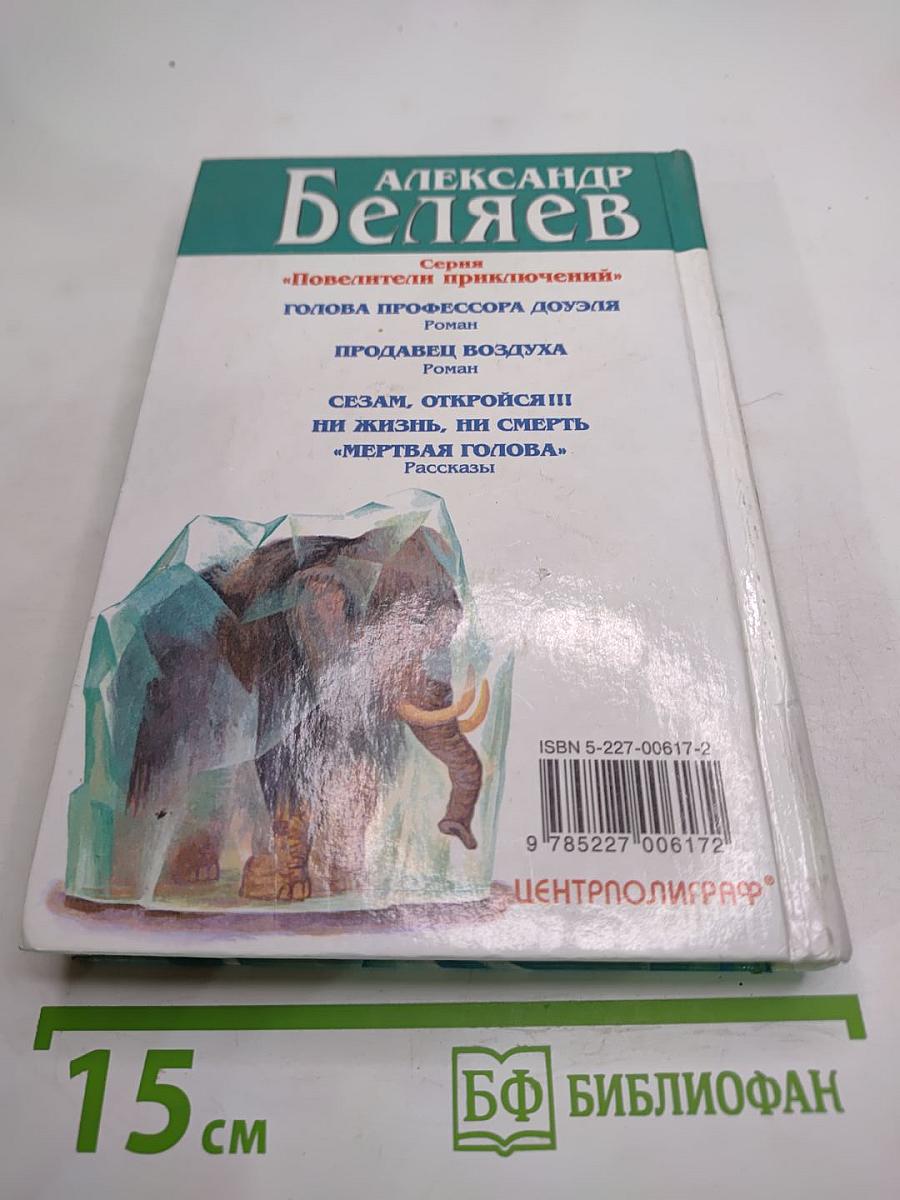 АЛЕКСАНДР
БЕЛЯЕВ
Серия
«Повелители приключений»
ГОЛОВА ПРОФЕССОРА ДОУЭЛЯ
Роман
ПРОДАВЕЦ ВОЗДУХА
Роман
СЕЗАМ, ОТКРОЙСЯ!!!
НИ ЖИЗНЬ, НИ СМЕРТЬ
«МЕРТВАЯ ГОЛОВА»
Рассказы
ISBN 5-227-00617-2
9 785227 006172
ЦЕНТРПОЛИГРАФ®
15 см
БФ БИБЛИОФАН